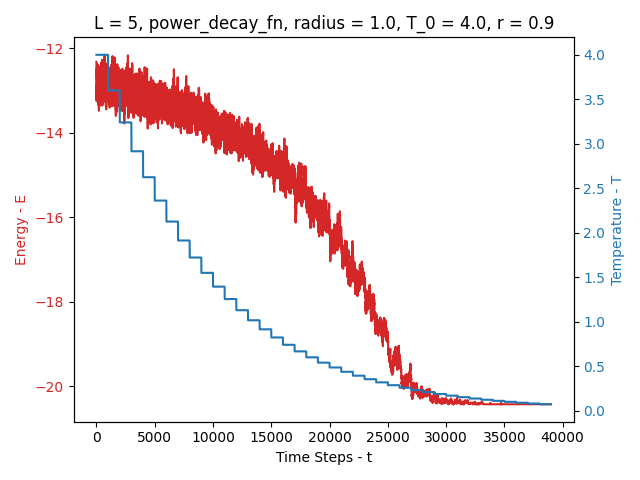 L = 5, power_decay_fn, radius = 1.0, T_0 = 4.0, r = 0.9
Energy - E
−12
−14
−16
−18
−20
Temperature - T
4.0
3.5
3.0
2.5
2.0
1.5
1.0
0.5
0.0
0 5000 10000 15000 20000 25000 30000 35000 40000
Time Steps - t